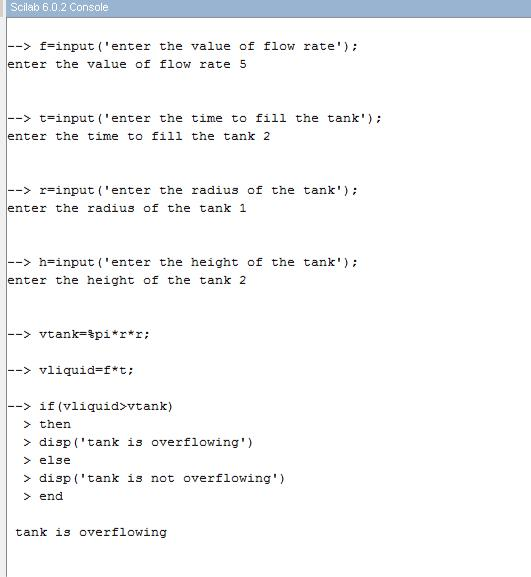 Scilab 6.0.2 Console
--> f=input('enter the value of flow rate');
enter the value of flow rate 5
--> t=input('enter the time to fill the tank');
enter the time to fill the tank 2
--> r=input('enter the radius of the tank');
enter the radius of the tank 1
--> h=input('enter the height of the tank');
enter the height of the tank 2
--> vtank=%pi*r*r;
--> vliquid=f*t;
--> if(vliquid>vtank)
> then
> disp('tank is overflowing')
> else
> disp('tank is not overflowing')
> end
tank is overflowing